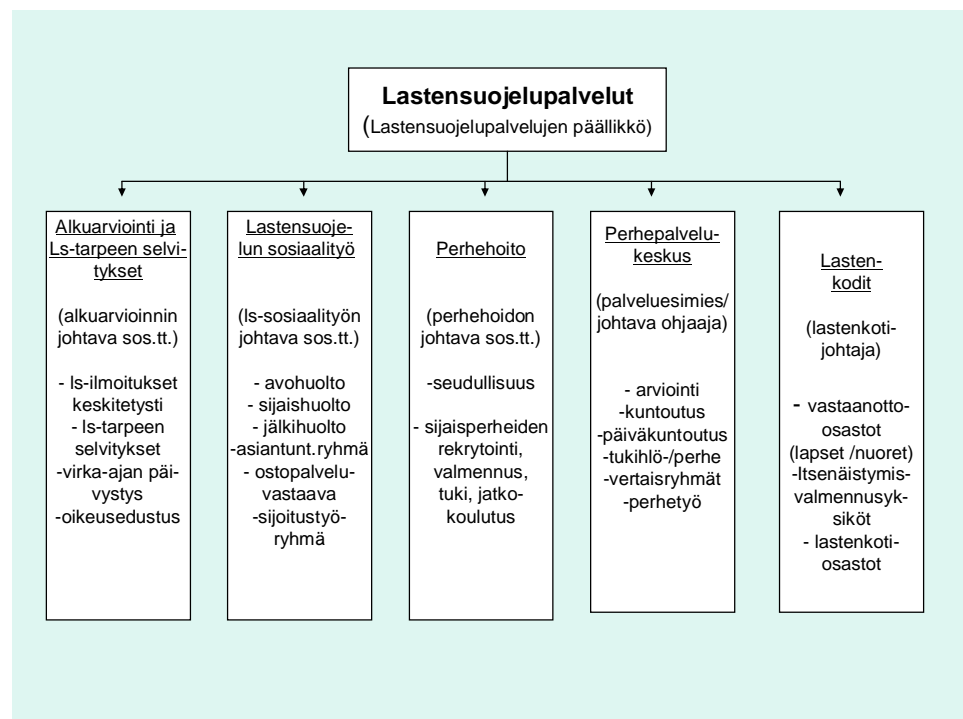 Lastensuojelupalvelut
(Lastensuojelupalvelujen päällikkö)
Alkuarviointi ja
Ls-tarpeen selvi-
tykset
(alkuarvioinnin
johtava sos.tt.)
- ls-ilmoitukset
keskitetysti
- ls-tarpeen
selvitykset
-virka-ajan päi-
vystys
-oikeusedustus
Lastensuoje-
lun sosiaalityö
(ls-sosiaalityön
johtava sos.tt.)
- avohuolto
- sijaishuolto
- jälkihuolto
-asiantunt.ryhmä
- ostopalvelu-
vastaava
-sijoitustyö-
ryhmä
Perhehoito
(perhehoidon
johtava sos.tt.)
-seudullisuus
- sijaisperheiden
rekrytointi,
valmennus,
tuki, jatko-
koulutus
Perhepalvelu-
keskus
(palveluesimies/
johtava ohjaaja)
- arviointi
-kuntoutus
-päiväkuntoutus
-tukihlö-/perhe
-vertaisryhmät
-perhetyö
Lasten-
kodit
(lastenkoti-
johtaja)
- vastaanotto-
osastot
(lapset /nuoret)
-Itsenäistymis-
valmennusyk-
siköt
- lastenkoti-
osastot